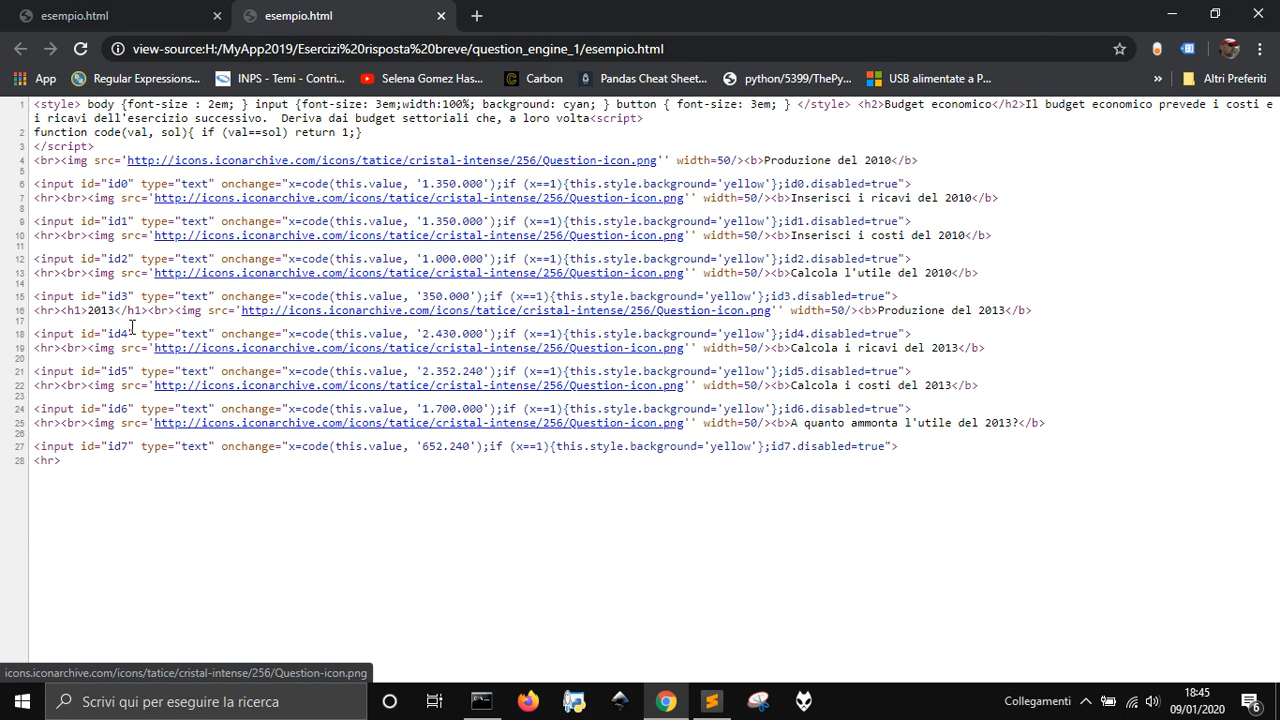 esempio.html
esempio.html
view-source:H:/MyApp2019/Esercizi%20risposta%20breve/question_engine_1/esempio.html
App
Regular Expressions...
INPS - Temi - Contri...
Selena Gomez Has...
Carbon
Pandas Cheat Sheet...
python/5399/ThePy...
USB alimentate a P...
»
Altri Preferiti
1 <style> body {font-size : 2em; } input {font-size: 3em;width:100%; background: cyan; } button { font-size: 3em; } </style> <h2>Budget economico</h2>Il budget economico prevede i costi e
i ricavi dell'esercizio successivo.  Deriva dai budget settoriali che, a loro volta<script>
2 function code(val, sol){ if (val==sol) return 1;}
3 </script>
4 <br><img src='http://icons.iconarchive.com/icons/tatice/cristal-intense/256/Question-icon.png'' width=50/><b>Produzione del 2010</b>
5
6 <input id="id0" type="text" onchange="x=code(this.value, '1.350.000');if (x==1){this.style.background='yellow'};id0.disabled=true">
7 <hr><br><img src='http://icons.iconarchive.com/icons/tatice/cristal-intense/256/Question-icon.png'' width=50/><b>Inserisci i ricavi del 2010</b>
8
9 <input id="id1" type="text" onchange="x=code(this.value, '1.350.000');if (x==1){this.style.background='yellow'};id1.disabled=true">
10 <hr><br><img src='http://icons.iconarchive.com/icons/tatice/cristal-intense/256/Question-icon.png'' width=50/><b>Inserisci i costi del 2010</b>
11
12 <input id="id2" type="text" onchange="x=code(this.value, '1.000.000');if (x==1){this.style.background='yellow'};id2.disabled=true">
13 <hr><br><img src='http://icons.iconarchive.com/icons/tatice/cristal-intense/256/Question-icon.png'' width=50/><b>Calcola l'utile del 2010</b>
14
15 <input id="id3" type="text" onchange="x=code(this.value, '350.000');if (x==1){this.style.background='yellow'};id3.disabled=true">
16 <hr><h1>2013</h1><br><img src='http://icons.iconarchive.com/icons/tatice/cristal-intense/256/Question-icon.png'' width=50/><b>Produzione del 2013</b>
17
18 <input id="id4" type="text" onchange="x=code(this.value, '2.430.000');if (x==1){this.style.background='yellow'};id4.disabled=true">
19 <hr><br><img src='http://icons.iconarchive.com/icons/tatice/cristal-intense/256/Question-icon.png'' width=50/><b>Calcola i ricavi del 2013</b>
20
21 <input id="id5" type="text" onchange="x=code(this.value, '2.352.240');if (x==1){this.style.background='yellow'};id5.disabled=true">
22 <hr><br><img src='http://icons.iconarchive.com/icons/tatice/cristal-intense/256/Question-icon.png'' width=50/><b>Calcola i costi del 2013</b>
23
24 <input id="id6" type="text" onchange="x=code(this.value, '1.700.000');if (x==1){this.style.background='yellow'};id6.disabled=true">
25 <hr><br><img src='http://icons.iconarchive.com/icons/tatice/cristal-intense/256/Question-icon.png'' width=50/><b>A quanto ammonta l'utile del 2013?</b>
26
27 <input id="id7" type="text" onchange="x=code(this.value, '652.240');if (x==1){this.style.background='yellow'};id7.disabled=true">
28 <hr>
icons.iconarchive.com/icons/tatice/cristal-intense/256/Question-icon.png
Scrivi qui per eseguire la ricerca
Collegamenti
18:45
09/01/2020
6